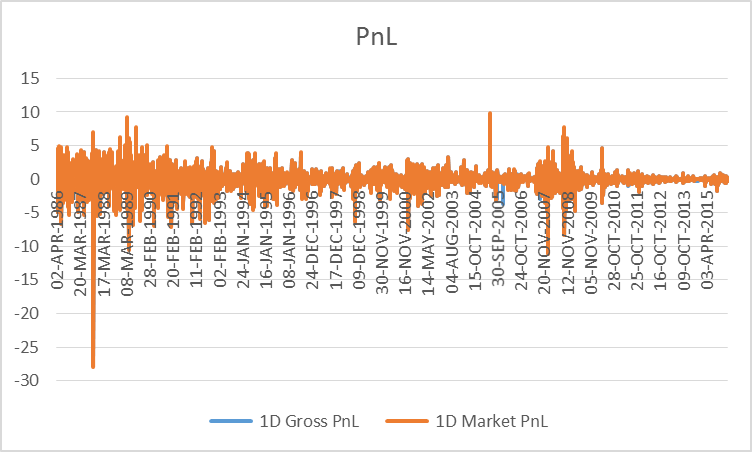 PnL
15
10
5
0
-5
-10
-15
-20
-25
-30
02-APR-1986
20-MAR-1987
17-MAR-1988
08-MAR-1989
28-FEB-1990
20-FEB-1991
11-FEB-1992
02-FEB-1993
24-JAN-1994
16-JAN-1995
08-JAN-1996
24-DEC-1996
17-DEC-1997
09-DEC-1998
30-NOV-1999
16-NOV-2000
14-MAY-2002
04-AUG-2003
15-OCT-2004
30-SEP-2005
24-OCT-2006
20-NOV-2007
12-NOV-2008
05-NOV-2009
28-OCT-2010
25-OCT-2011
16-OCT-2012
09-OCT-2013
03-APR-2015
1D Gross PnL
1D Market PnL